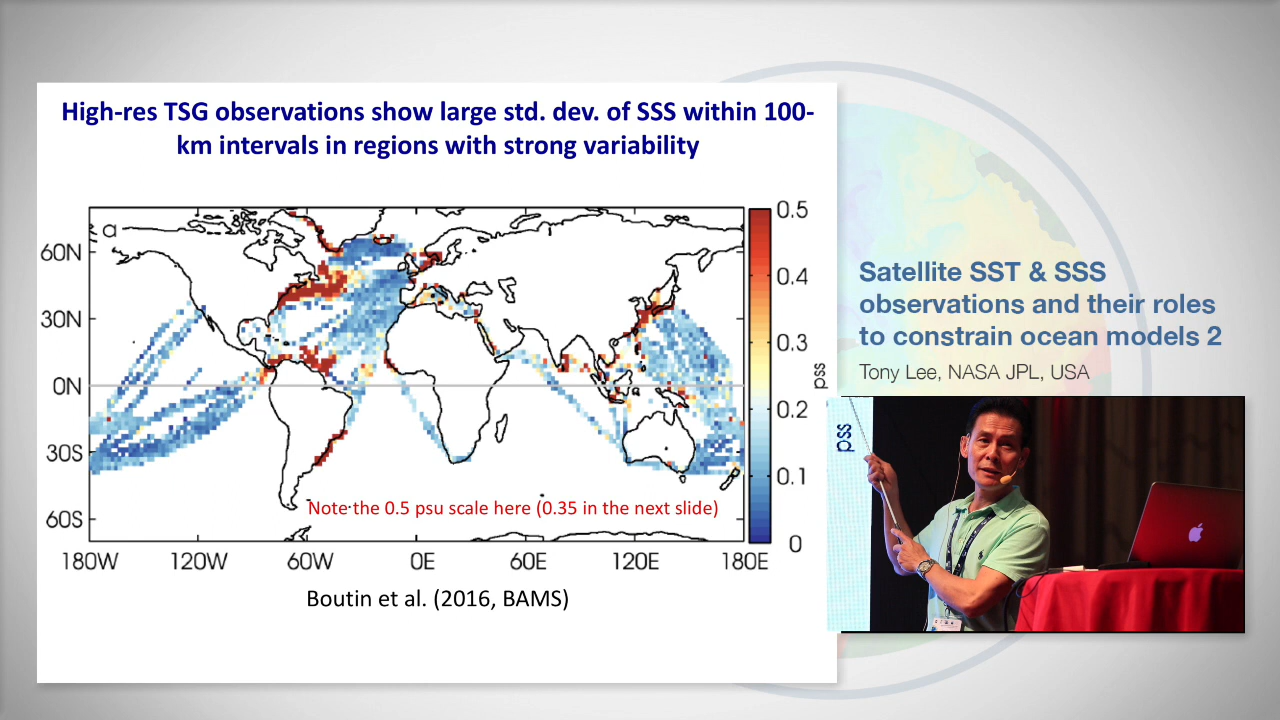 High-res TSG observations show large std. dev. of SSS within 100-
km intervals in regions with strong variability
a
60N
30N
0N
30S
60S
180W
120W
60W
0E
60E
120E
180E
0.5
0.4
0.3
0.2
0.1
0
pss
Note the 0.5 psu scale here (0.35 in the next slide)
Boutin et al. (2016, BAMS)
Satellite SST & SSS
observations and their roles
to constrain ocean models 2
Tony Lee, NASA JPL, USA
pss